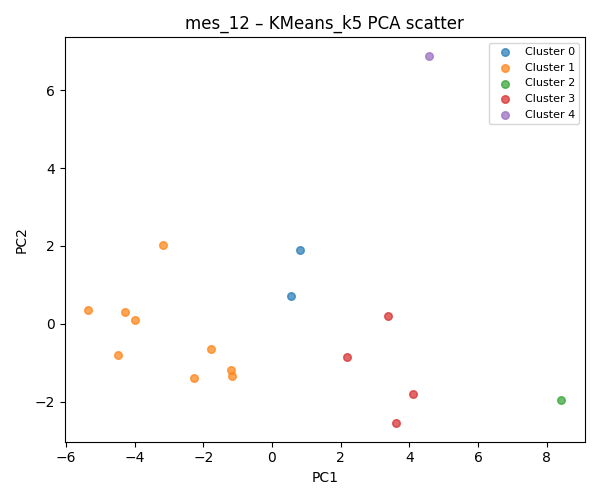 mes_12 – KMeans_k5 PCA scatter
Cluster 0
Cluster 1
Cluster 2
Cluster 3
Cluster 4
PC2
6
4
2
0
−2
−6
−4
−2
0
2
4
6
8
PC1